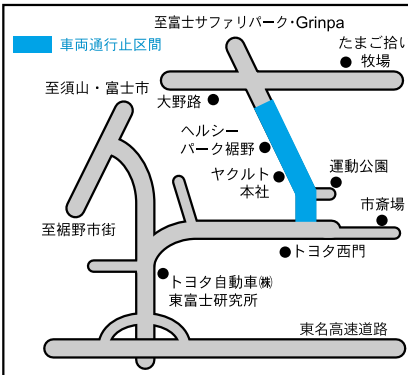 至富士サファリパーク・Grinpa
車両通行止区間
たまご拾い
牧場
至須山・富士市
大野路
ヘルシー
パーク裾野
ヤクルト
本社
運動公園
市斎場
至裾野市街
トヨタ西門
トヨタ自動車㈱
東富士研究所
東名高速道路